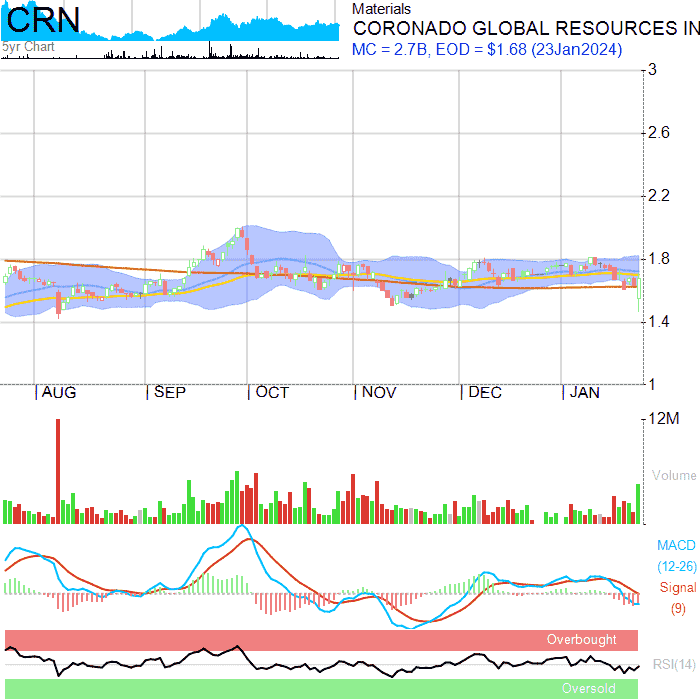 CRN
5yr Chart
Materials
CORONADO GLOBAL RESOURCES IN
MC = 2.7B, EOD = $1.68 (23Jan2024)
3
2.6
2.2
1.8
1.4
1
AUG SEP OCT NOV DEC JAN
12M
Volume
MACD
(12-26)
Signal
(9)
Overbought
RSI(14)
Oversold